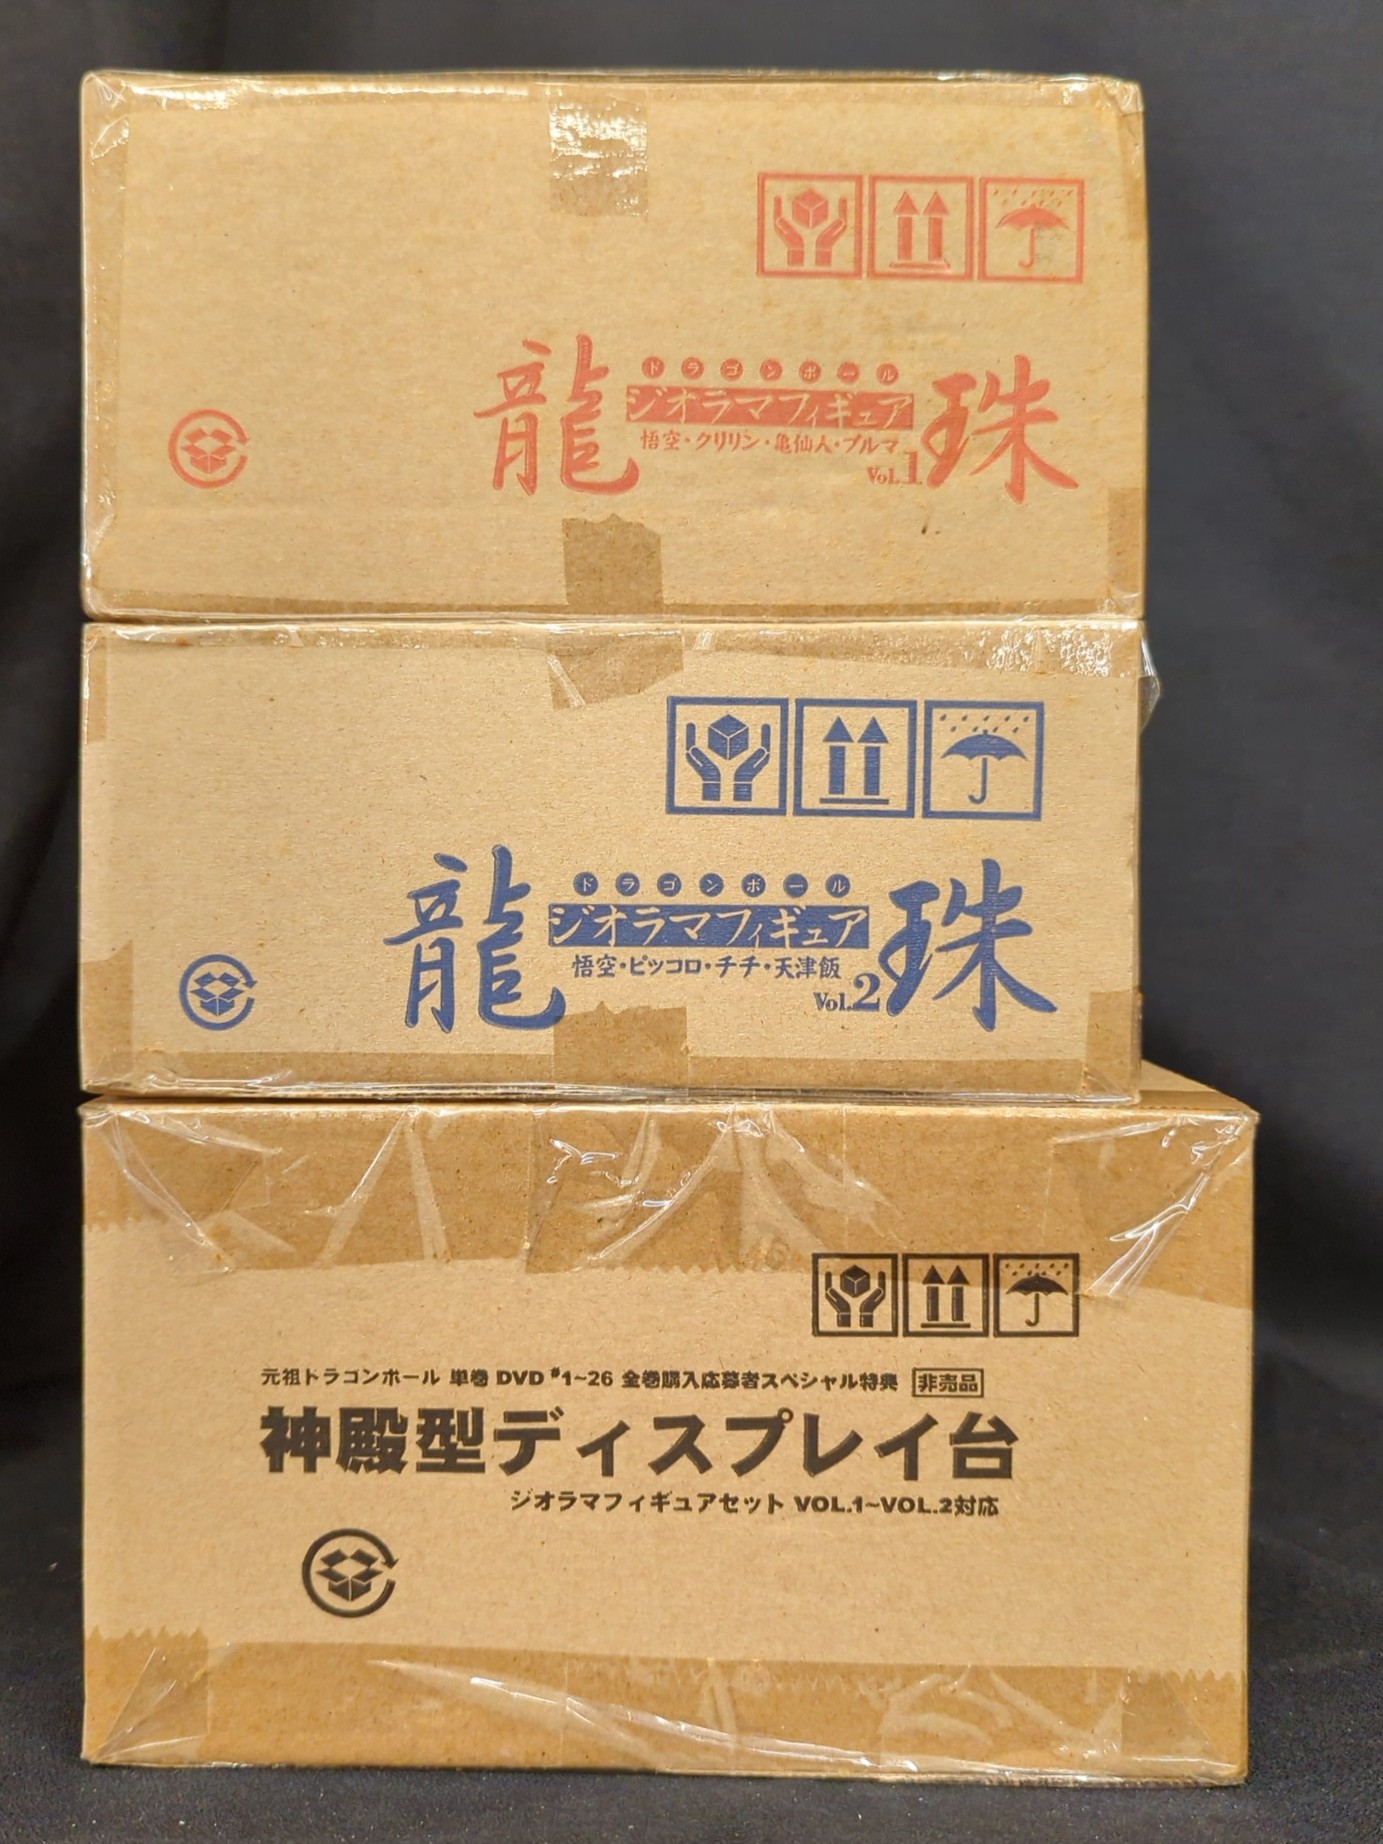 龍珠
ドラゴンボール
ジオラマフィギュア
悟空・クリリン・亀仙人・ブルマ
Vol.1
龍珠
ドラゴンボール
ジオラマフィギュア
悟空・ピッコロ・チチ・天津飯
Vol.2
元祖ドラゴンボール 単巻 DVD #1~26 全巻購入応募者スペシャル特典 非売品
神殿型ディスプレイ台
ジオラマフィギュアセット VOL.1~VOL.2対応